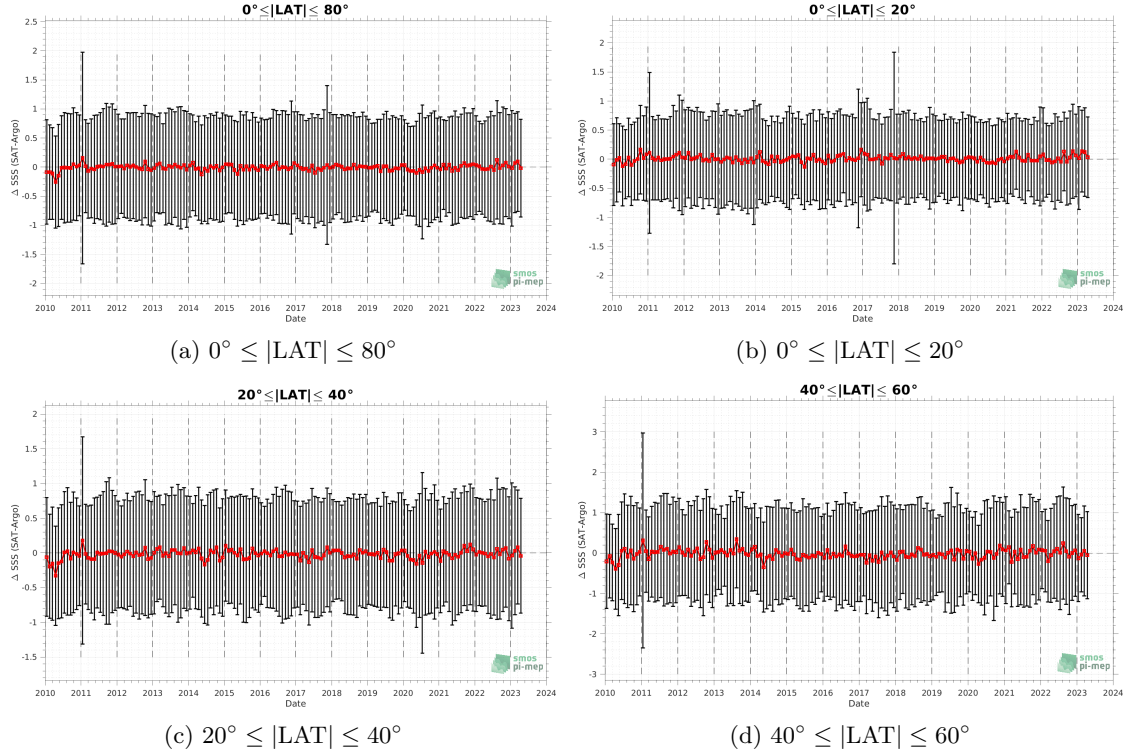 0°≤|LAT|≤ 80°
2.5
2
1.5
1
0.5
0
-0.5
-1
-1.5
-2
Δ SSS (SAT-Argo)
2010 2011 2012 2013 2014 2015 2016 2017 2018 2019 2020 2021 2022 2023 2024
Date
smos
pi-mep
(a) 0° ≤ |LAT| ≤ 80°
0°≤|LAT|≤ 20°
2
1.5
1
0.5
0
-0.5
-1
-1.5
-2
Δ SSS (SAT-Argo)
2010 2011 2012 2013 2014 2015 2016 2017 2018 2019 2020 2021 2022 2023 2024
Date
smos
pi-mep
(b) 0° ≤ |LAT| ≤ 20°
20°≤|LAT|≤ 40°
2
1.5
1
0.5
0
-0.5
-1
-1.5
Δ SSS (SAT-Argo)
2010 2011 2012 2013 2014 2015 2016 2017 2018 2019 2020 2021 2022 2023 2024
Date
smos
pi-mep
(c) 20° ≤ |LAT| ≤ 40°
40°≤|LAT|≤ 60°
3
2
1
0
-1
-2
-3
Δ SSS (SAT-Argo)
2010 2011 2012 2013 2014 2015 2016 2017 2018 2019 2020 2021 2022 2023 2024
Date
smos
pi-mep
(d) 40° ≤ |LAT| ≤ 60°